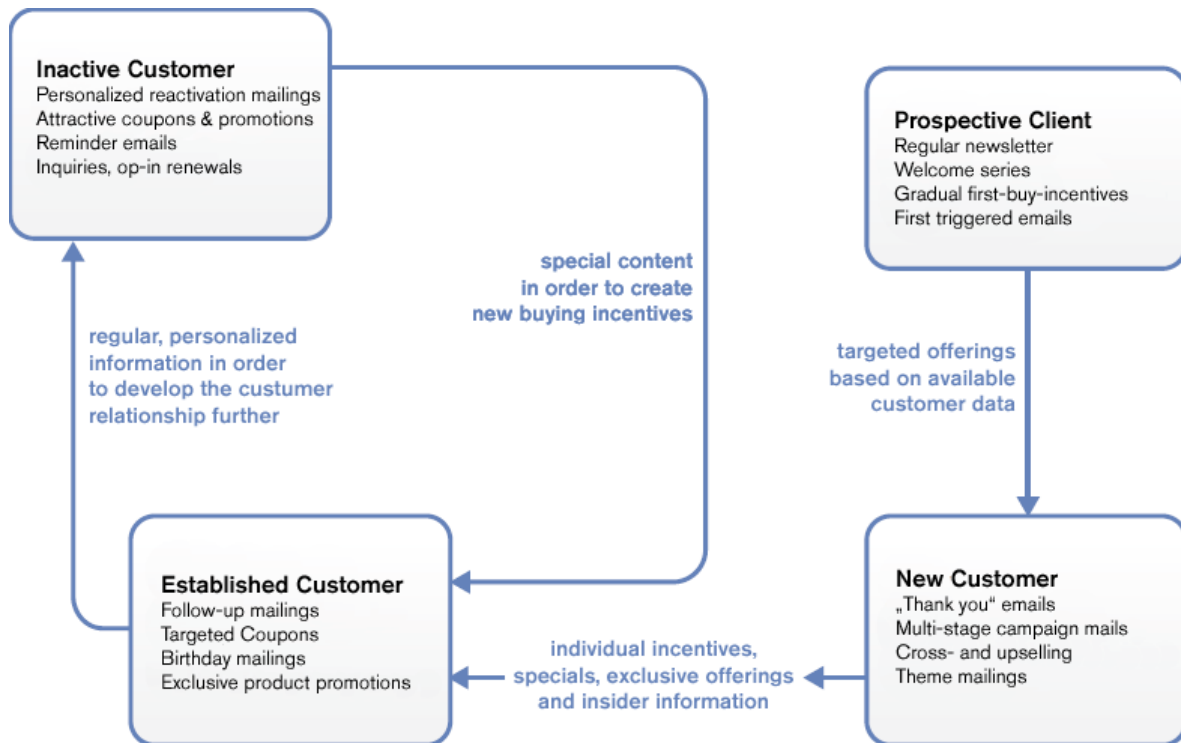 Inactive Customer
Personalized reactivation mailings
Attractive coupons & promotions
Reminder emails
Inquiries, op-in renewals
Prospective Client
Regular newsletter
Welcome series
Gradual first-buy-incentives
First triggered emails
special content
in order to create
new buying incentives
regular, personalized
information in order
to develop the custumer
relationship further
targeted offerings
based on available
customer data
Established Customer
Follow-up mailings
Targeted Coupons
Birthday mailings
Exclusive product promotions
individual incentives,
specials, exclusive offerings
and insider information
New Customer
„Thank you“ emails
Multi-stage campaign mails
Cross- and upselling
Theme mailings